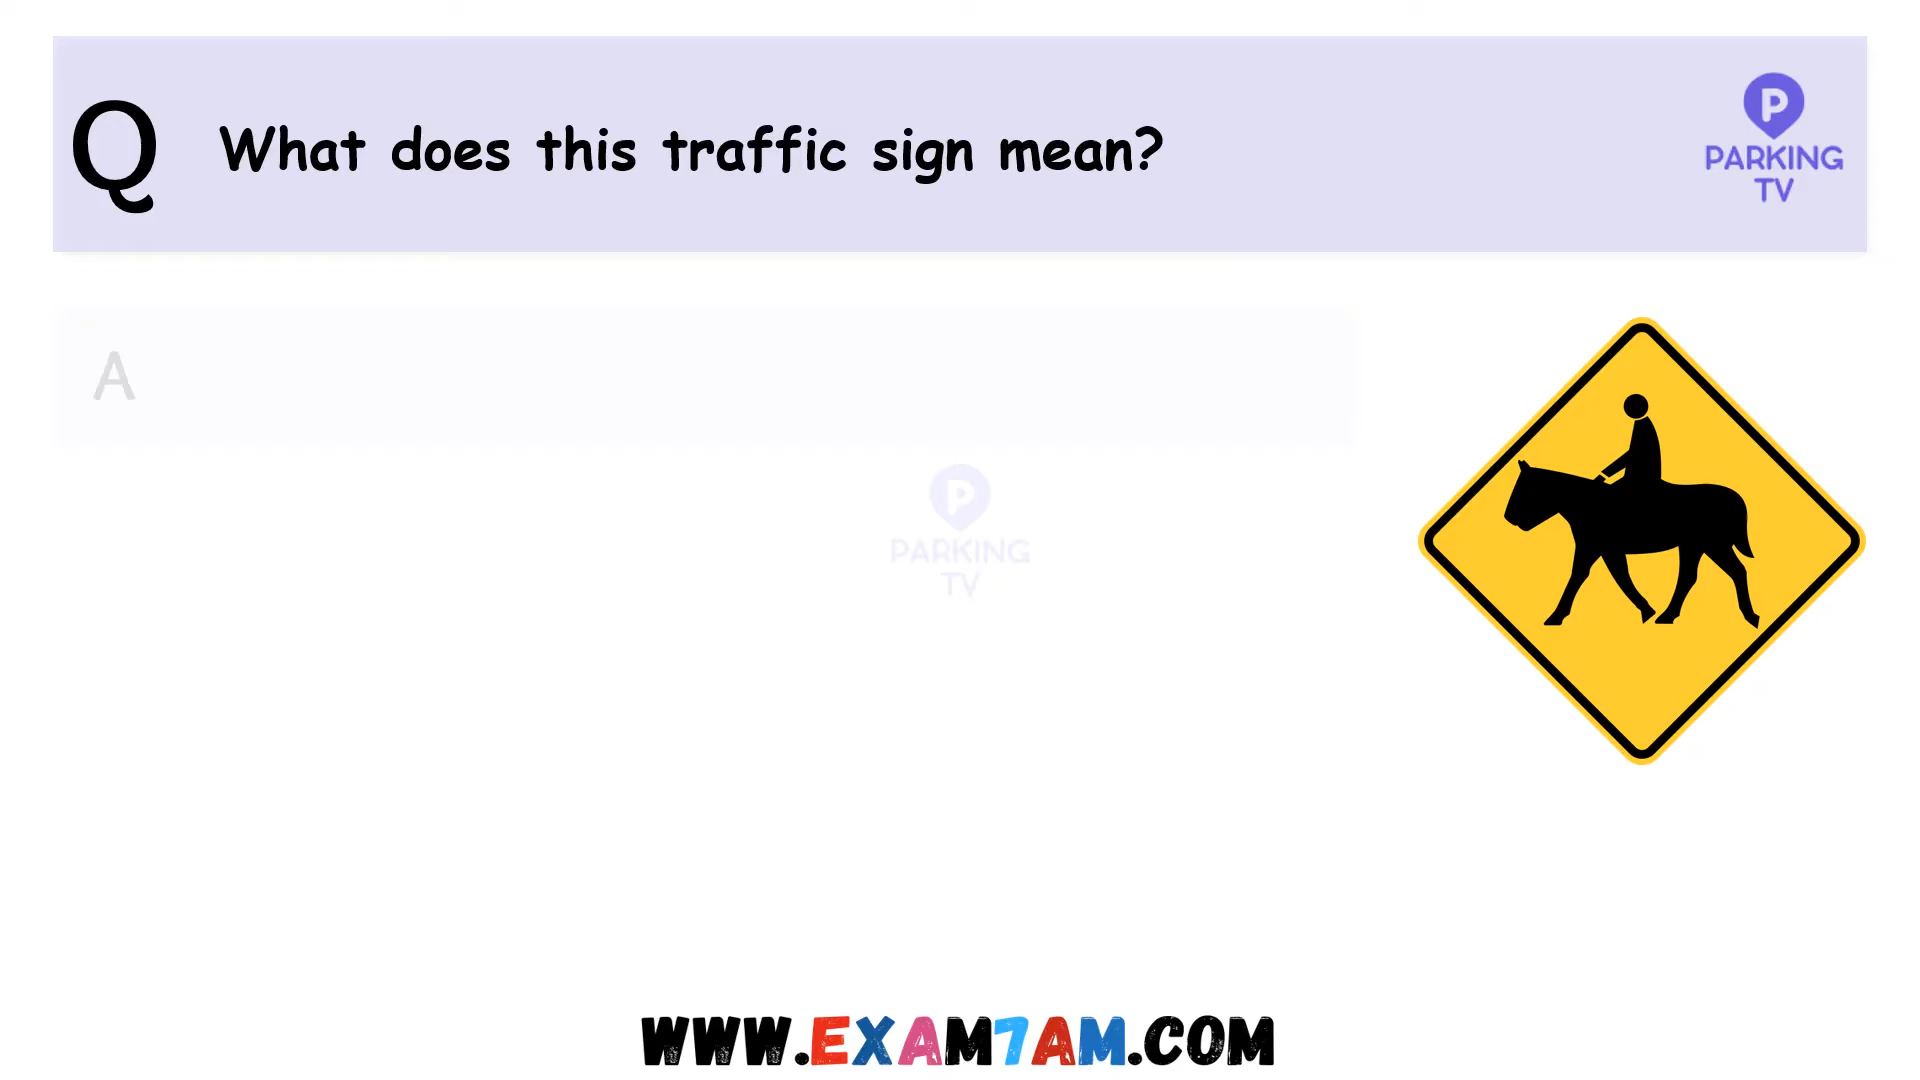 Q What does this traffic sign mean?
P
PARKING
TV
A
P
PARKING
TV
WWW.EXAM7AM.COM